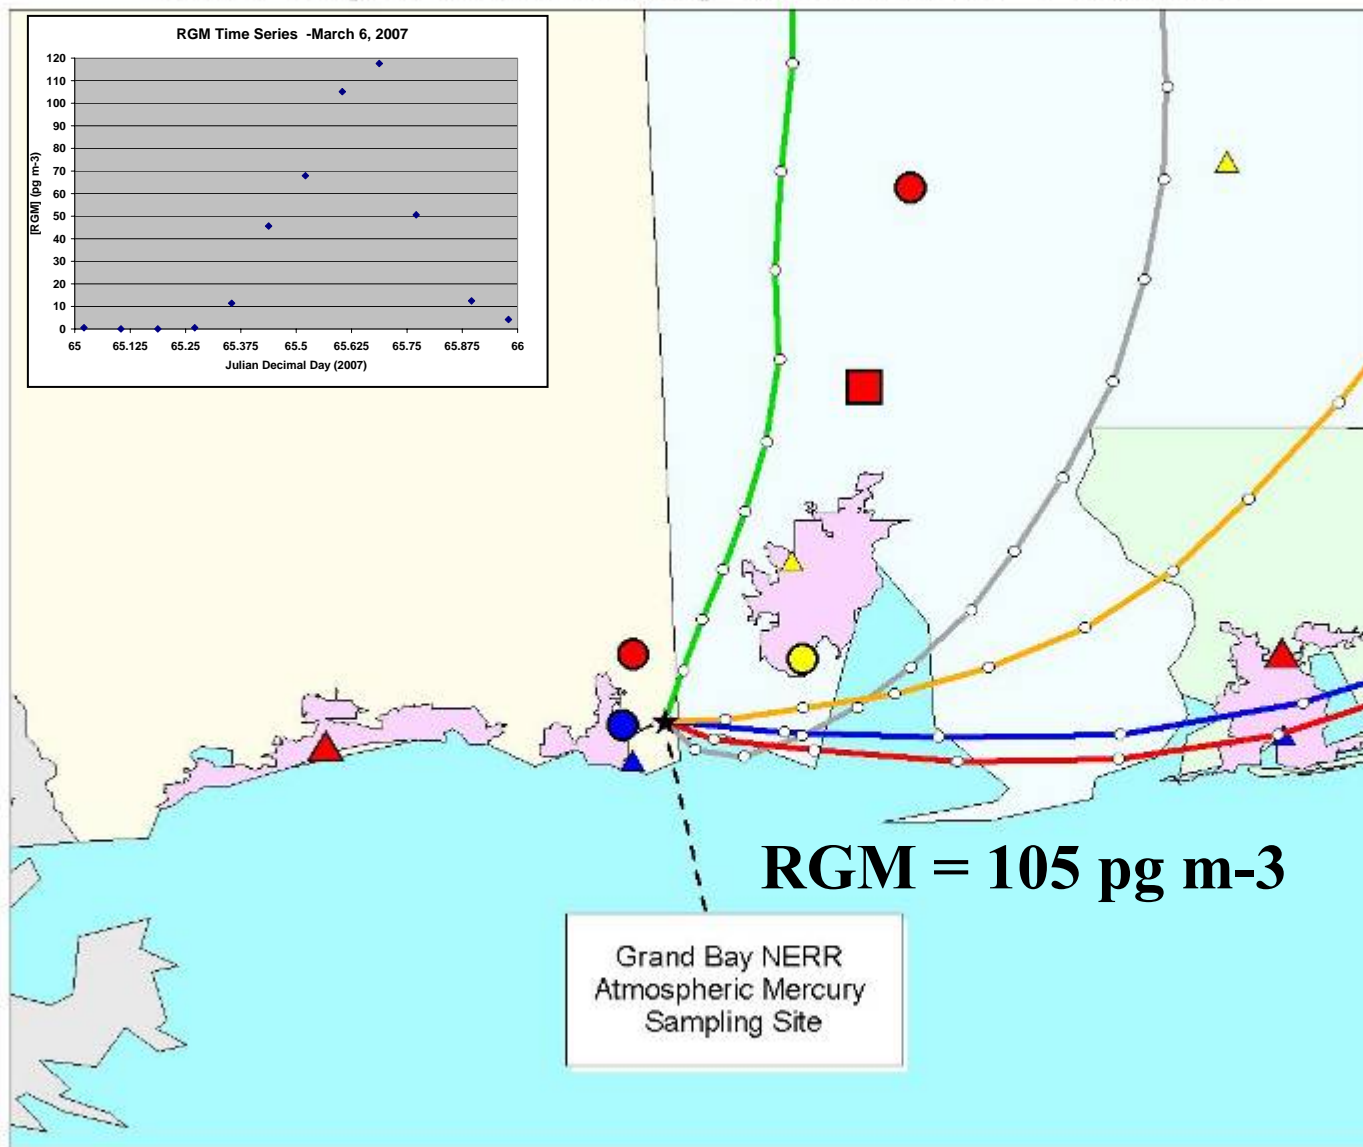 RGM Time Series -March 6, 2007
120
110
100
90
80
70
60
50
40
30
20
10
0
[RGM] (pg m-3)
65 65.125 65.25 65.375 65.5 65.625 65.75 65.875 66
Julian Decimal Day (2007)
RGM = 105 pg m-3
Grand Bay NERR
Atmospheric Mercury
Sampling Site